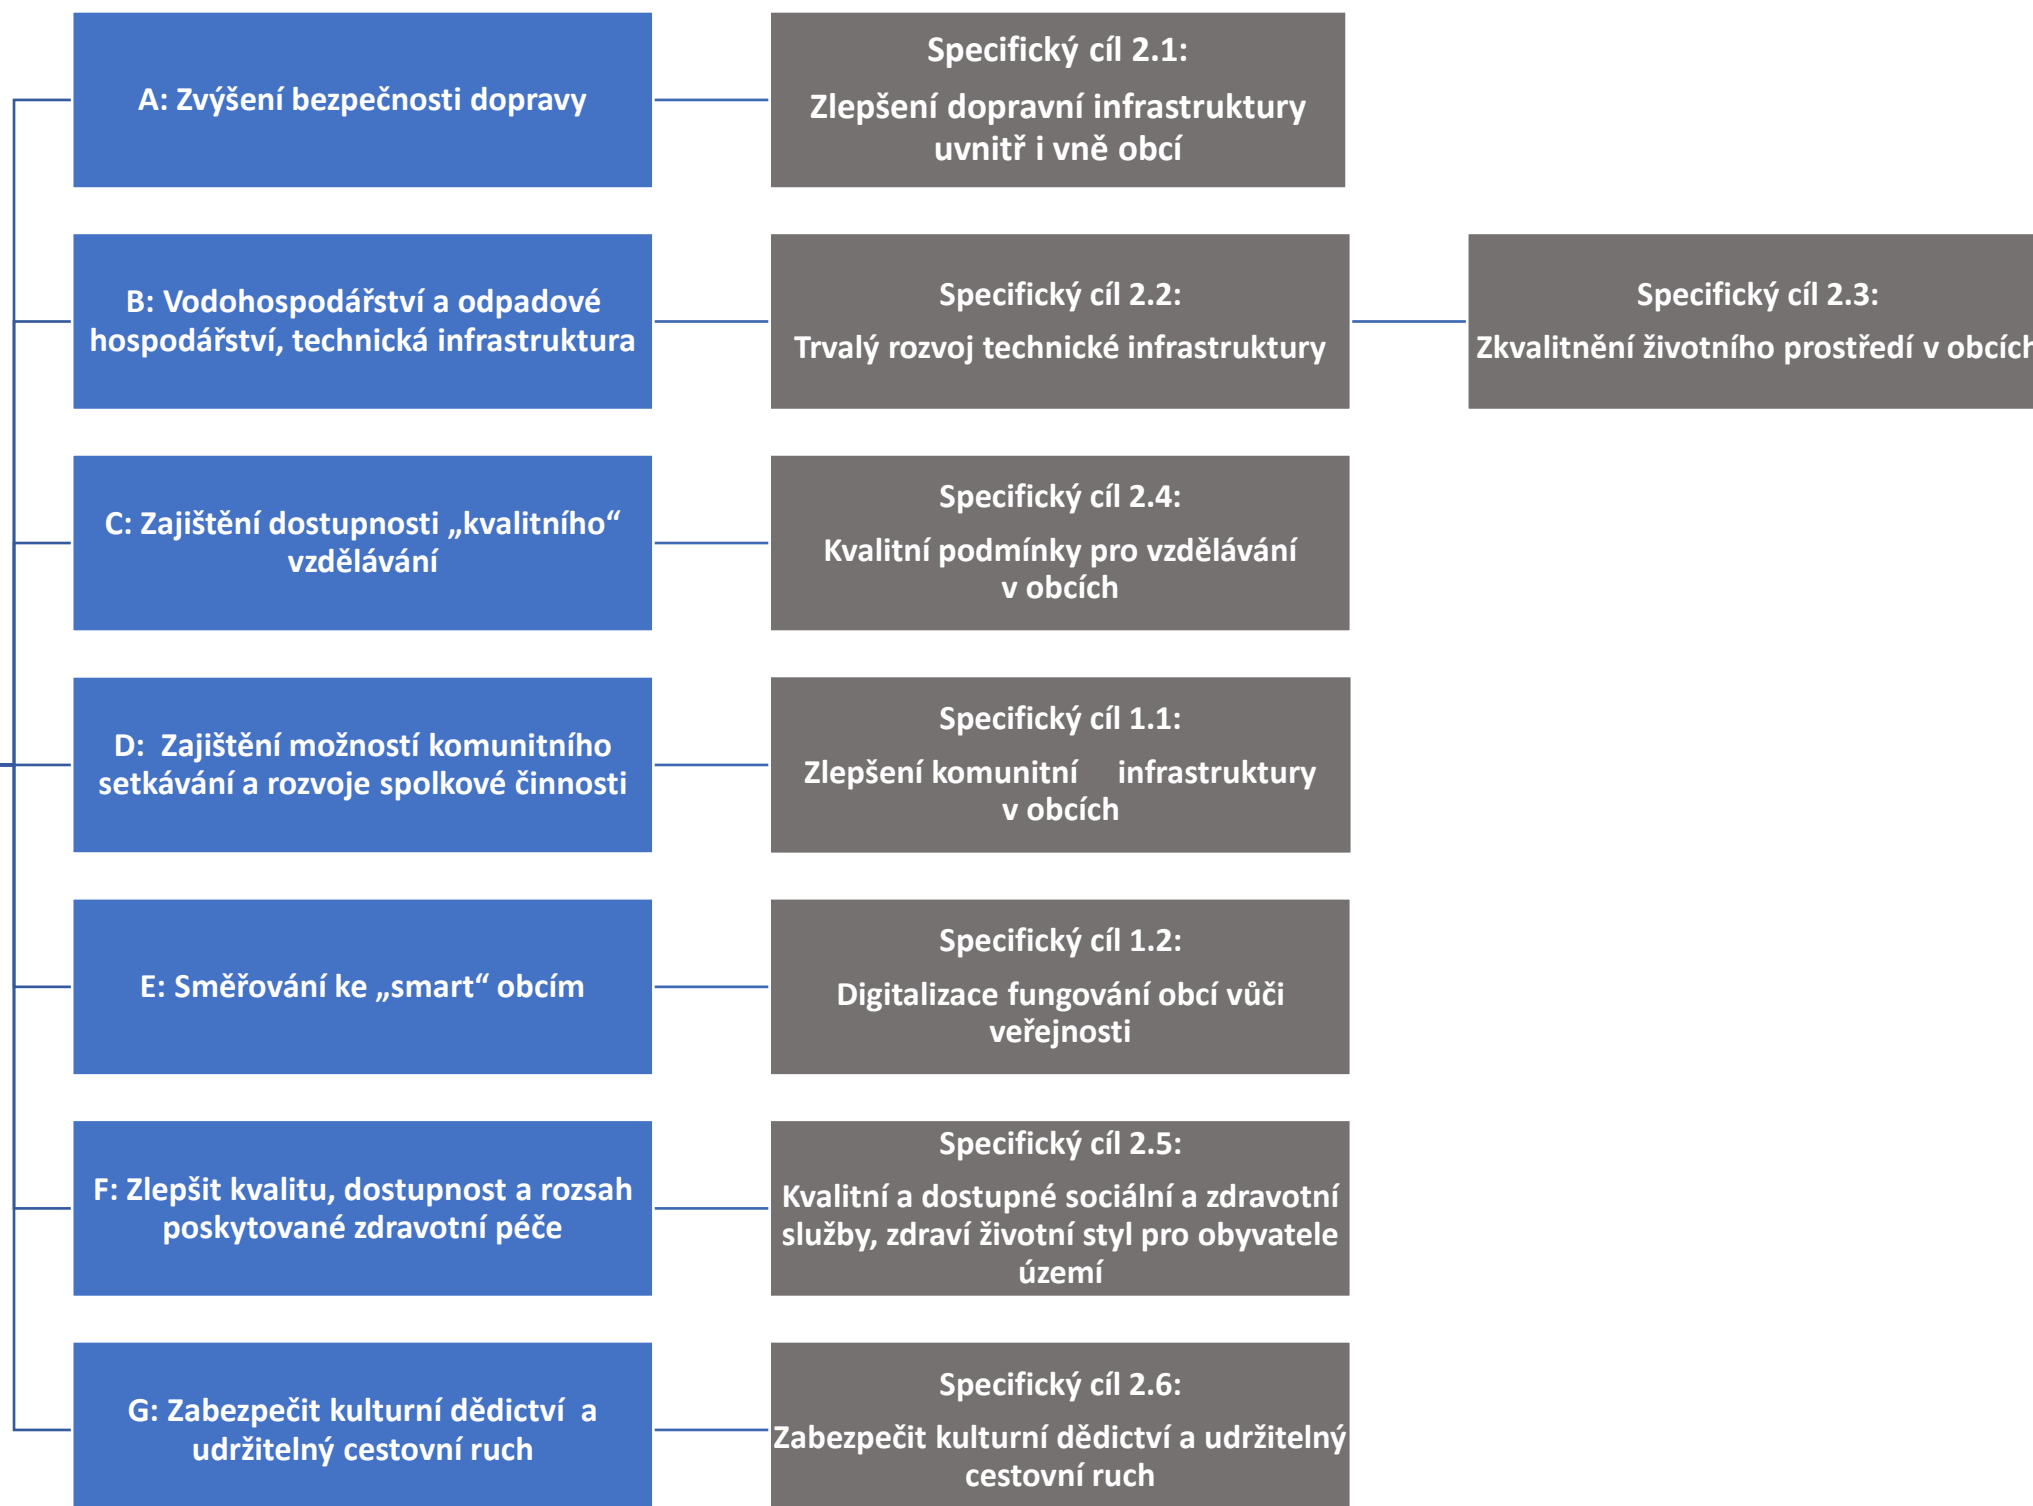 A: Zvýšení bezpečnosti dopravy
Specifický cíl 2.1:
Zlepšení dopravní infrastruktury
uvnitř i vně obcí
B: Vodohospodářství a odpadové
hospodářství, technická infrastruktura
Specifický cíl 2.2:
Trvalý rozvoj technické infrastruktury
Specifický cíl 2.3:
Zkvalitnění životního prostředí v obcích
C: Zajištění dostupnosti „kvalitního“
vzdělávání
Specifický cíl 2.4:
Kvalitní podmínky pro vzdělávání
v obcích
D: Zajištění možností komunitního
setkávání a rozvoje spolkové činnosti
Specifický cíl 1.1:
Zlepšení komunitní infrastruktury
v obcích
E: Směřování ke „smart“ obcím
Specifický cíl 1.2:
Digitalizace fungování obcí vůči
veřejnosti
F: Zlepšit kvalitu, dostupnost a rozsah
poskytované zdravotní péče
Specifický cíl 2.5:
Kvalitní a dostupné sociální a zdravotní
služby, zdraví životní styl pro obyvatele
území
G: Zabezpečit kulturní dědictví a
udržitelný cestovní ruch
Specifický cíl 2.6:
Zabezpečit kulturní dědictví a udržitelný
cestovní ruch